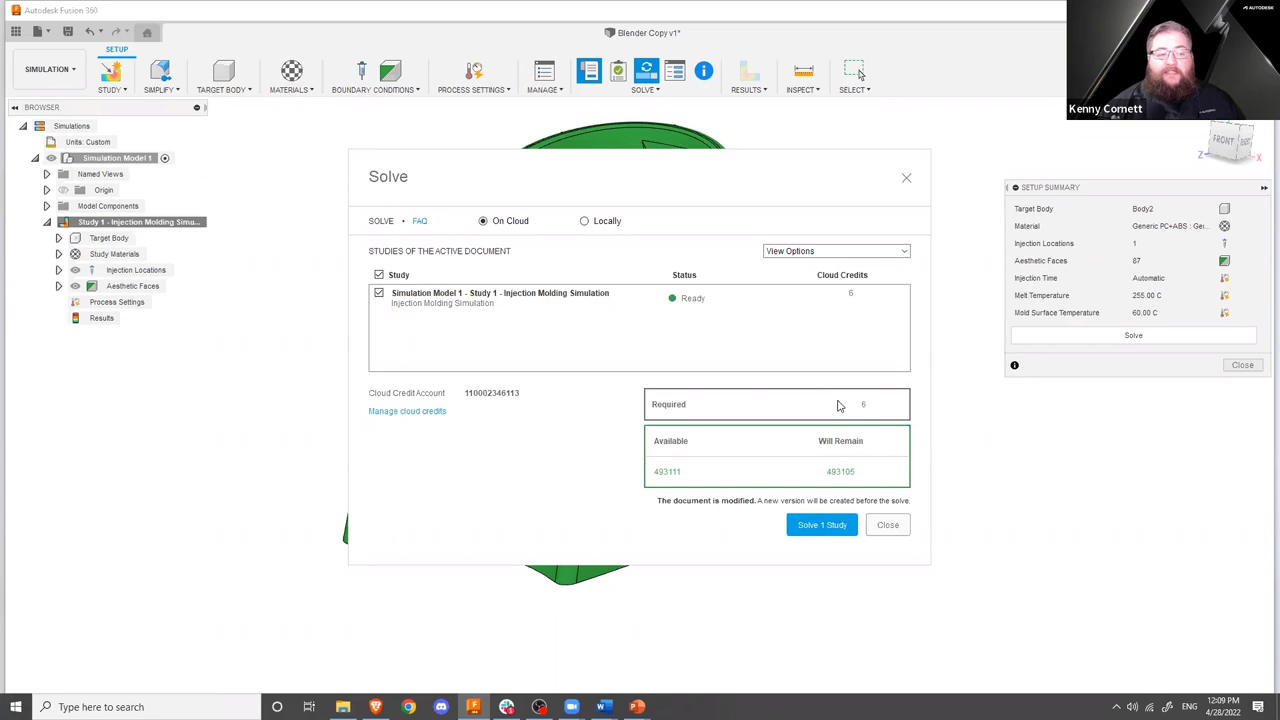 Autodesk Fusion 360
AUTODESK
Blender Copy v1*
SETUP
SIMULATION
STUDY
SIMPLIFY
TARGET BODY
MATERIALS
BOUNDARY CONDITIONS
PROCESS SETTINGS
MANAGE
SOLVE
RESULTS
INSPECT
SELECT
Kenny Cornett
BROWSER
Simulations
Units: Custom
Simulation Model 1
Named Views
Origin
Model Components
Study 1 - Injection Molding Simu...
Target Body
Study Materials
Injection Locations
Aesthetic Faces
Process Settings
Results
Solve
SOLVE • FAQ On Cloud Locally
STUDIES OF THE ACTIVE DOCUMENT View Options
Study Status Cloud Credits
Simulation Model 1 - Study 1 - Injection Molding Simulation Ready 6
Injection Molding Simulation
Cloud Credit Account 110002346113
Manage cloud credits
Required 6
Available Will Remain
493111 493105
The document is modified. A new version will be created before the solve.
Solve 1 Study Close
FRONT
Z X
SETUP SUMMARY
Target Body Body2
Material Generic PC+ABS : Ge...
Injection Locations 1
Aesthetic Faces 87
Injection Time Automatic
Melt Temperature 255.00 C
Mold Surface Temperature 60.00 C
Solve
Close
Type here to search
ENG
12:09 PM
4/28/2022